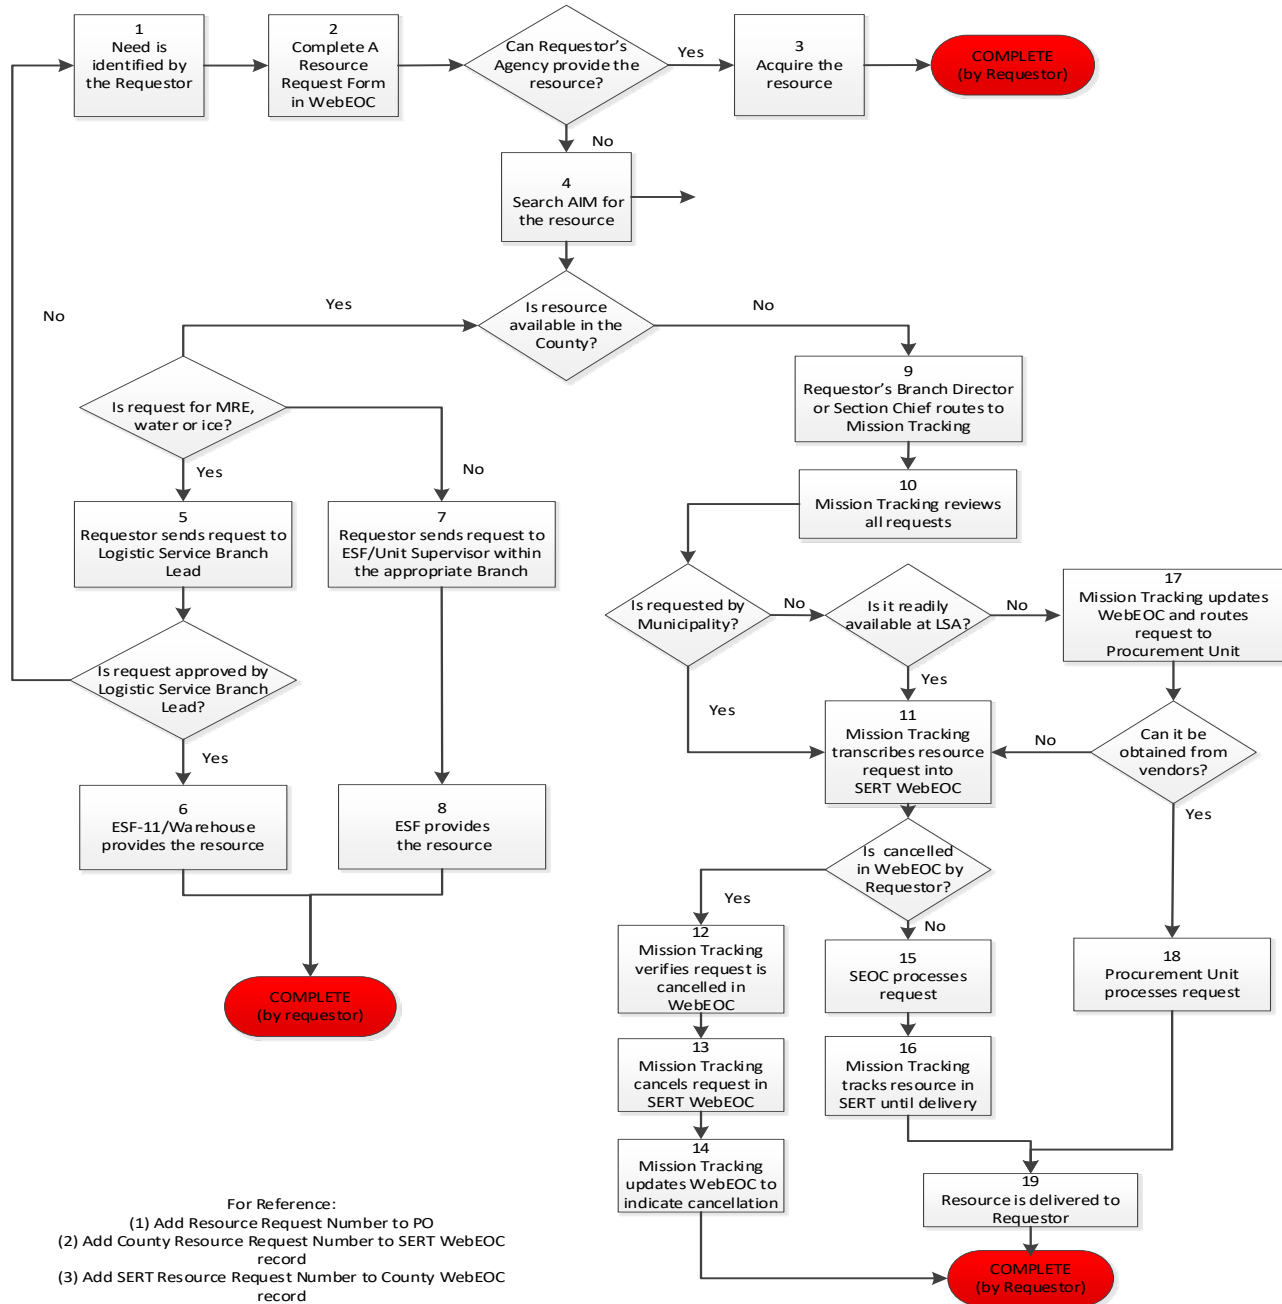 1
Need is
identified by
the Requestor
2
Complete A
Resource
Request Form
in WebEOC
Can Requestor's
Agency provide the
resource?
Yes
3
Acquire the
resource
COMPLETE
(by Requestor)
No
4
Search AIM for
the resource
Is resource
available in the
County?
Yes
No
No
Is request for MRE,
water or ice?
Yes
No
5
Requestor sends request to
Logistic Service Branch
Lead
7
Requestor sends request to
ESF/Unit Supervisor within
the appropriate Branch
Is request approved by
Logistic Service Branch
Lead?
Yes
6
ESF-11/Warehouse
provides the resource
8
ESF provides
the resource
COMPLETE
(by requestor)
9
Requestor's Branch Director
or Section Chief routes to
Mission Tracking
10
Mission Tracking reviews
all requests
Is requested by
Municipality?
No
Is it readily
available at LSA?
No
17
Mission Tracking updates
WebEOC and routes
request to
Procurement Unit
Yes
Yes
11
Mission Tracking
transcribes resource
request into
SERT WebEOC
No
Can it be
obtained from
vendors?
Yes
Is cancelled
in WebEOC by
Requestor?
Yes
No
12
Mission Tracking
verifies request is
cancelled in
WebEOC
15
SEOC processes
request
18
Procurement Unit
processes request
13
Mission Tracking
cancels request in
SERT WebEOC
16
Mission Tracking
tracks resource in
SERT until delivery
14
Mission Tracking
updates WebEOC to
indicate cancellation
19
Resource is delivered to
Requestor
COMPLETE
(by Requestor)
For Reference:
(1) Add Resource Request Number to PO
(2) Add County Resource Request Number to SERT WebEOC
record
(3) Add SERT Resource Request Number to County WebEOC
record